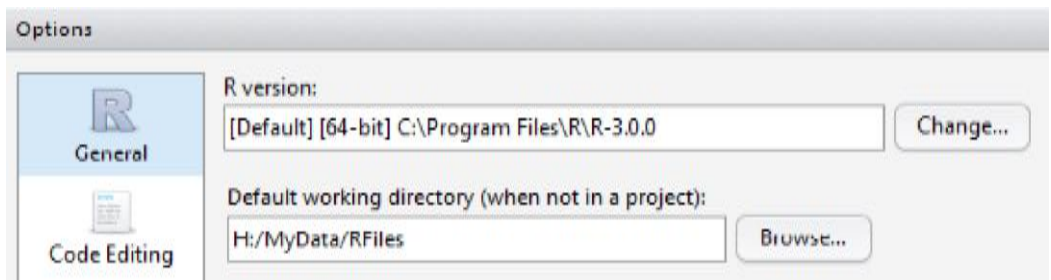 Options
R
General
Code Editing
R version:
[Default] [64-bit] C:\Program Files\R\R-3.0.0
Change...
Default working directory (when not in a project):
H:/MyData/RFiles
Browse...